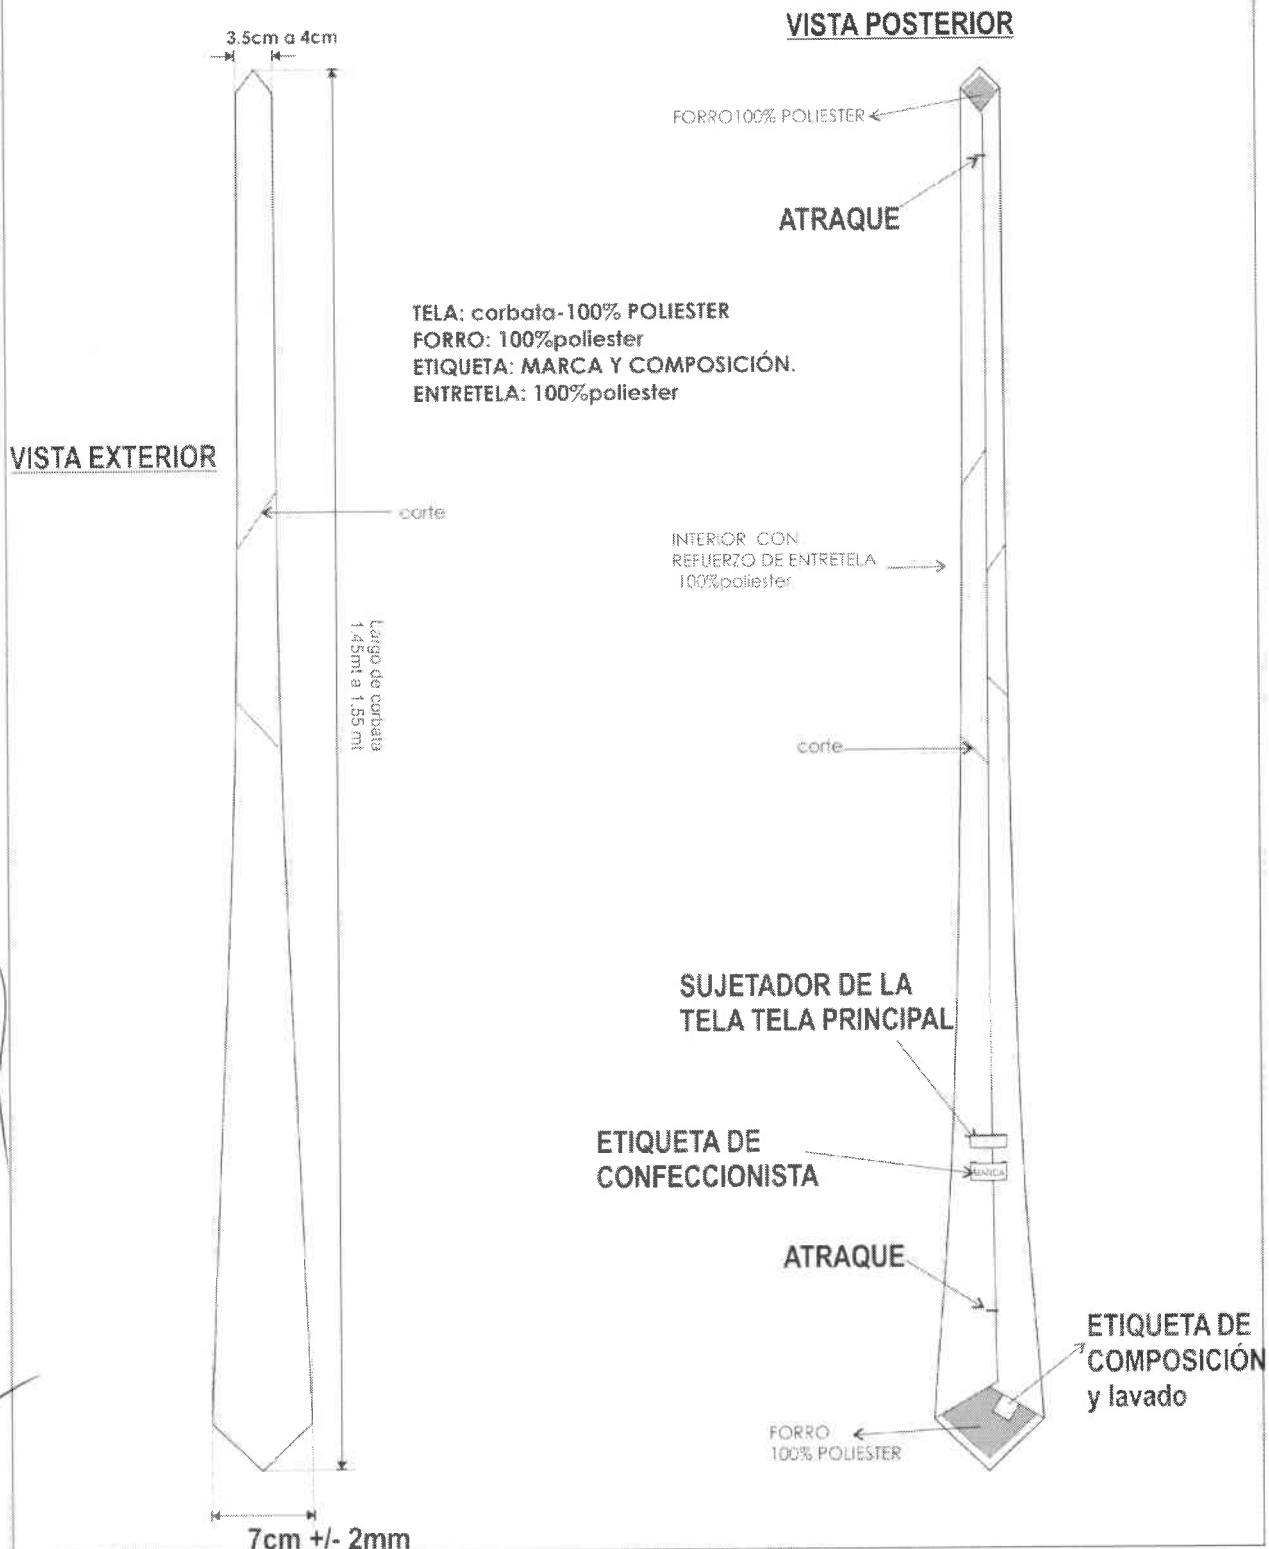 VISTA POSTERIOR
3.5cm a 4cm
FORRO100% POLIESTER
ATRAQUE
TELA: corbata-100% POLIESTER
FORRO: 100%poliester
ETIQUETA: MARCA Y COMPOSICIÓN.
ENTRETELA: 100%poliester
VISTA EXTERIOR
corte
INTERIOR CON
REFUERZO DE ENTRETELA
100%poliester
Largo de corbata
1.45mt a 1.55 mt
corte
SUJETADOR DE LA
TELA TELA PRINCIPAL
ETIQUETA DE
CONFECCIONISTA
MARCA
ATRAQUE
ETIQUETA DE
COMPOSICIÓN
y lavado
FORRO
100% POLIESTER
7cm +/- 2mm